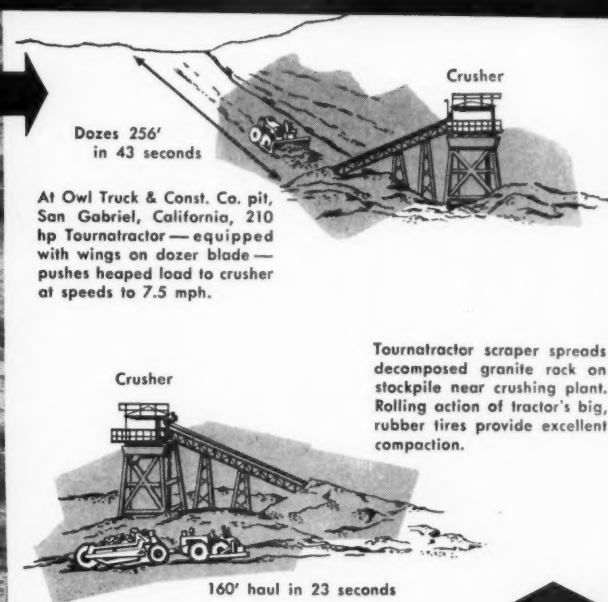 Crusher
Dozes 256'
in 43 seconds
At Owl Truck & Const. Co. pit,
San Gabriel, California, 210
hp Tournatractor — equipped
with wings on dozer blade —
pushes heaped load to crusher
at speeds to 7.5 mph.
Tournatractor scraper spreads
decomposed granite rock on
stockpile near crushing plant.
Rolling action of tractor's big,
rubber tires provide excellent
compaction.
Crusher
160' haul in 23 seconds